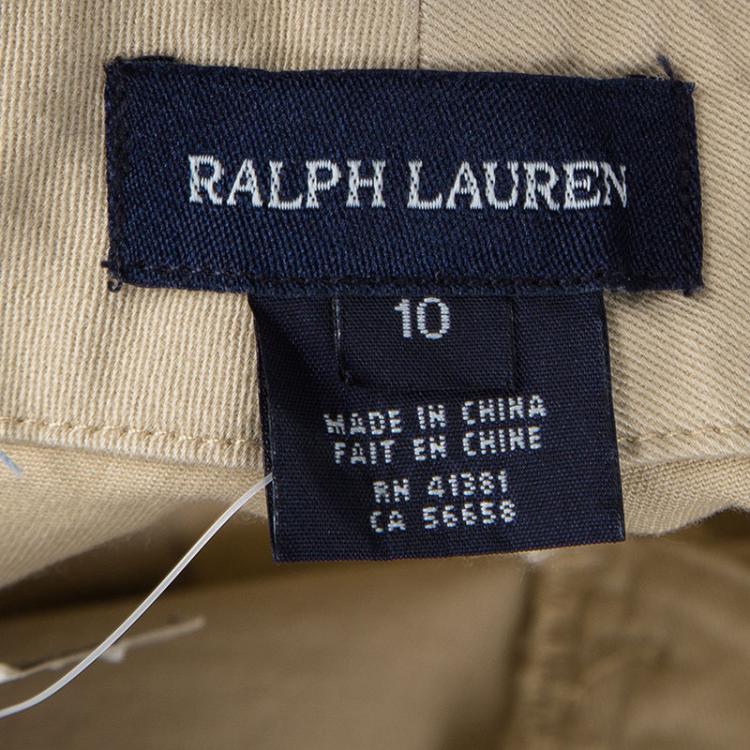 RALPH LAUREN
10
MADE IN CHINA
FAIT EN CHINE
RN 41381
CA 56658